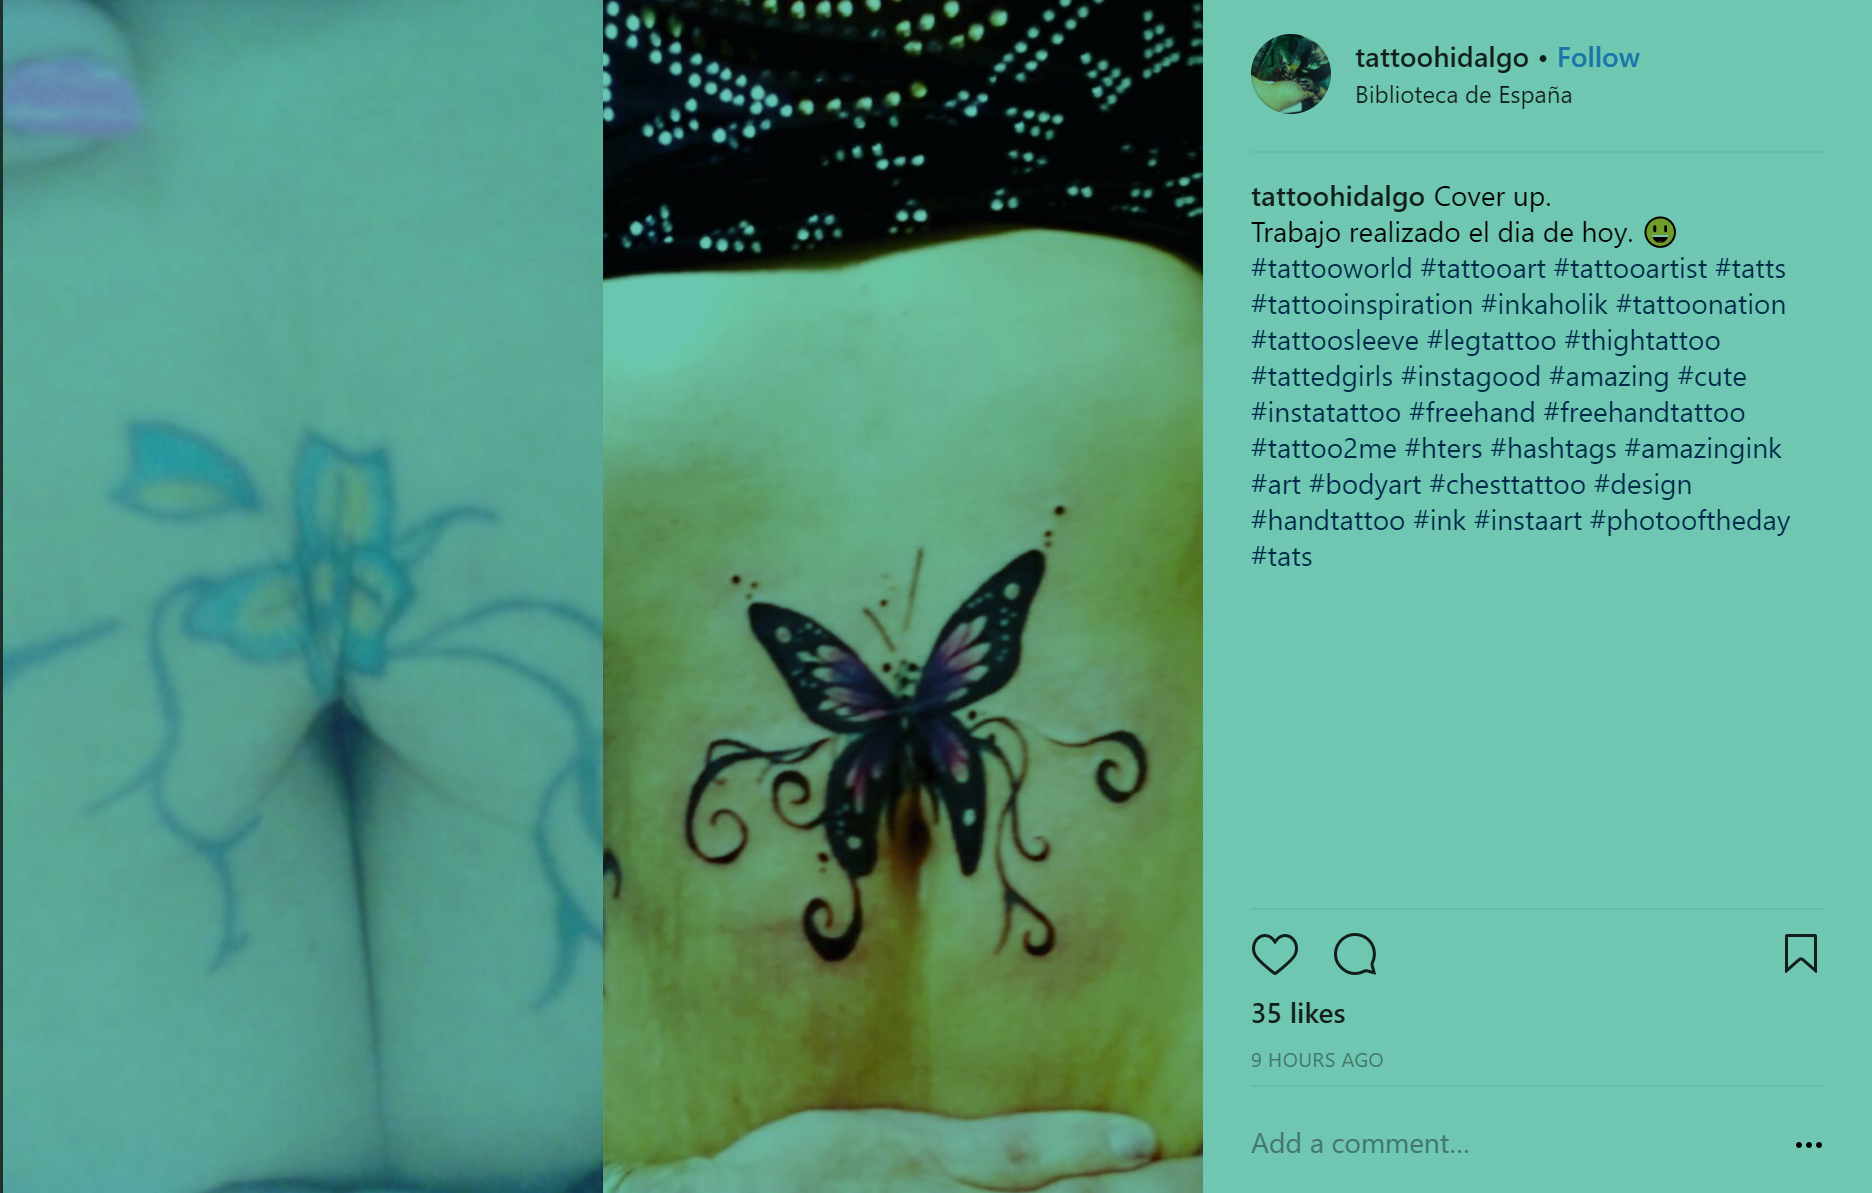 tattoohidalgo • Follow
Biblioteca de España
tattoohidalgo Cover up.
Trabajo realizado el dia de hoy. 😃
#tattooworld #tattooart #tattooartist #tatts
#tattooinspiration #inkaholik #tattoonation
#tattoosleeve #legtattoo #thightattoo
#tattedgirls #instagood #amazing #cute
#instatattoo #freehand #freehandtattoo
#tattoo2me #hters #hashtags #amazingink
#art #bodyart #chesttattoo #design
#handtattoo #ink #instaart #photooftheday
#tats
35 likes
9 HOURS AGO
Add a comment...